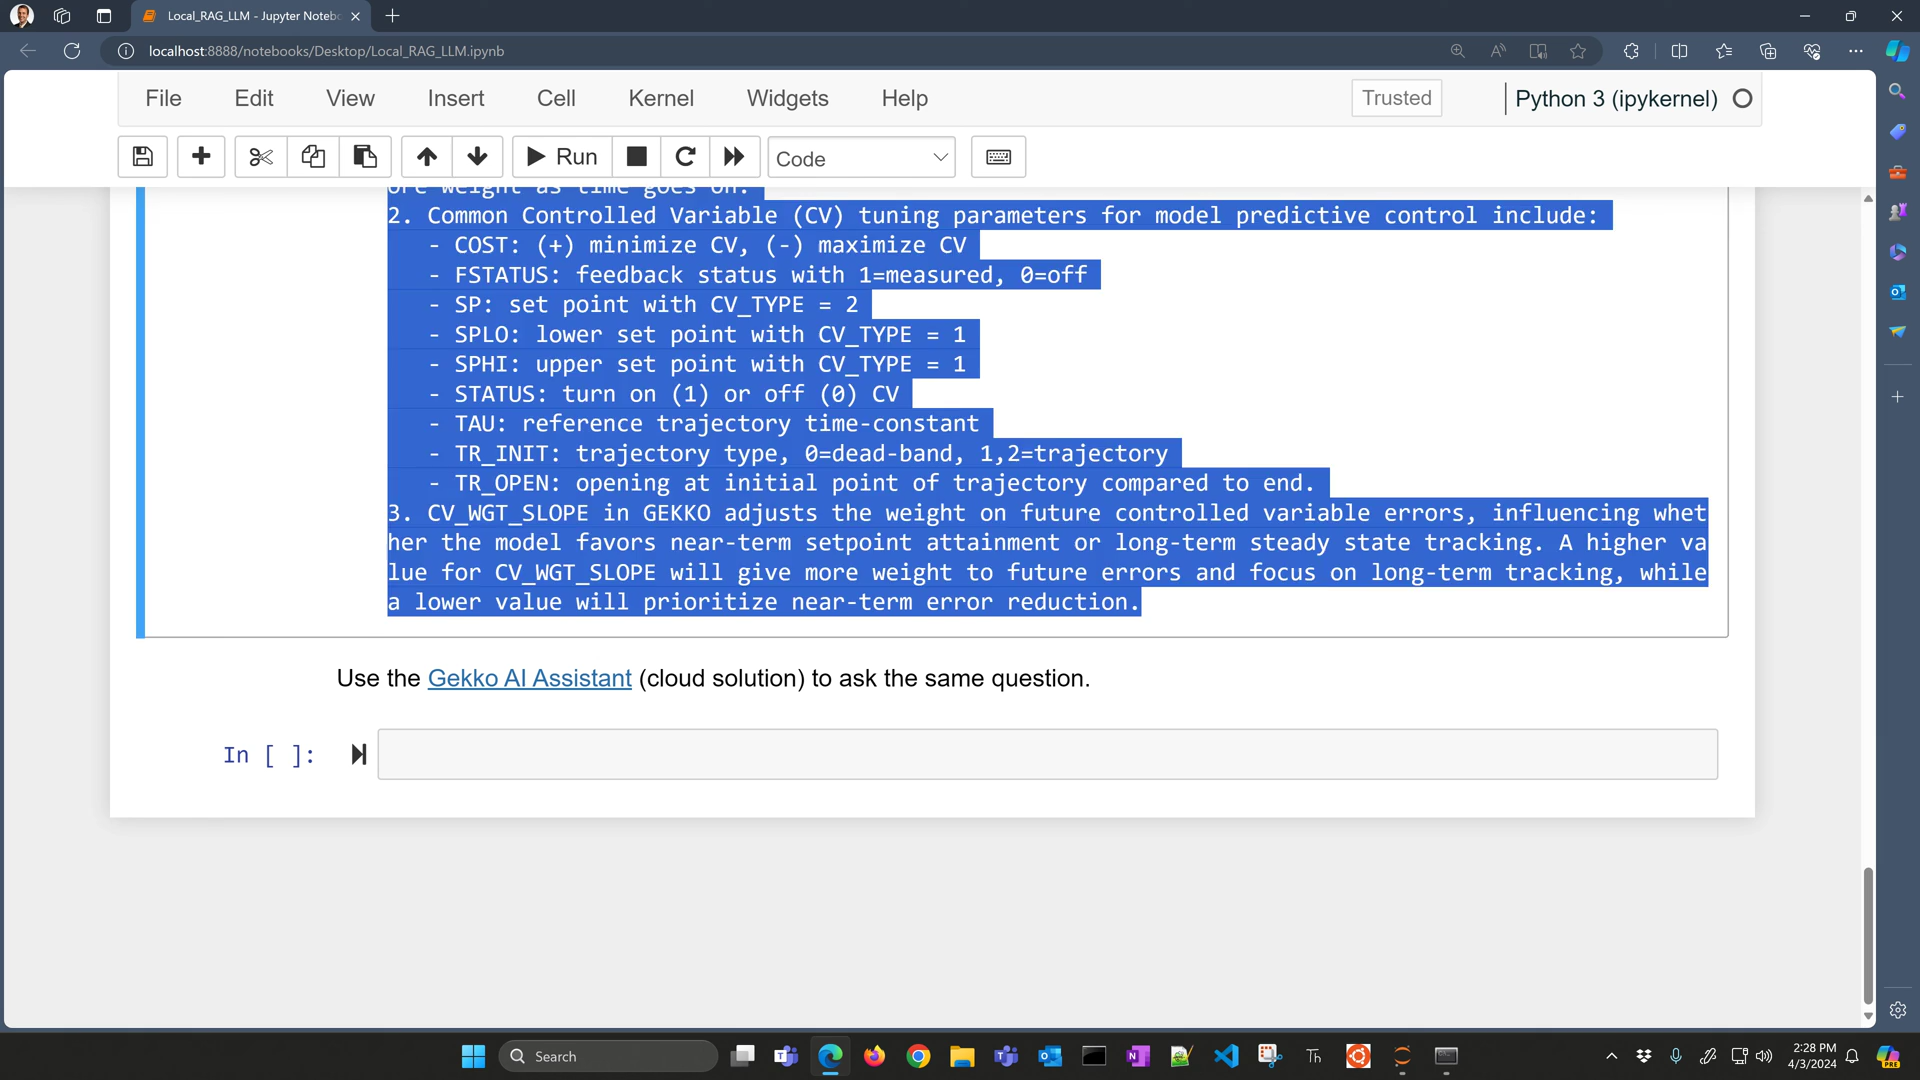 Local_RAG_LLM - Jupyter Notebo
localhost:8888/notebooks/Desktop/Local_RAG_LLM.ipynb
File Edit View Insert Cell Kernel Widgets Help Trusted Python 3 (ipykernel)
Run Code
ore weight as time goes on.
2. Common Controlled Variable (CV) tuning parameters for model predictive control include:
- COST: (+) minimize CV, (-) maximize CV
- FSTATUS: feedback status with 1=measured, 0=off
- SP: set point with CV_TYPE = 2
- SPLO: lower set point with CV_TYPE = 1
- SPHI: upper set point with CV_TYPE = 1
- STATUS: turn on (1) or off (0) CV
- TAU: reference trajectory time-constant
- TR_INIT: trajectory type, 0=dead-band, 1,2=trajectory
- TR_OPEN: opening at initial point of trajectory compared to end.
3. CV_WGT_SLOPE in GEKKO adjusts the weight on future controlled variable errors, influencing whet
her the model favors near-term setpoint attainment or long-term steady state tracking. A higher va
lue for CV_WGT_SLOPE will give more weight to future errors and focus on long-term tracking, while
a lower value will prioritize near-term error reduction.
Use the Gekko AI Assistant (cloud solution) to ask the same question.
In [ ]:
Search
Th
2:28 PM
4/3/2024
PRE